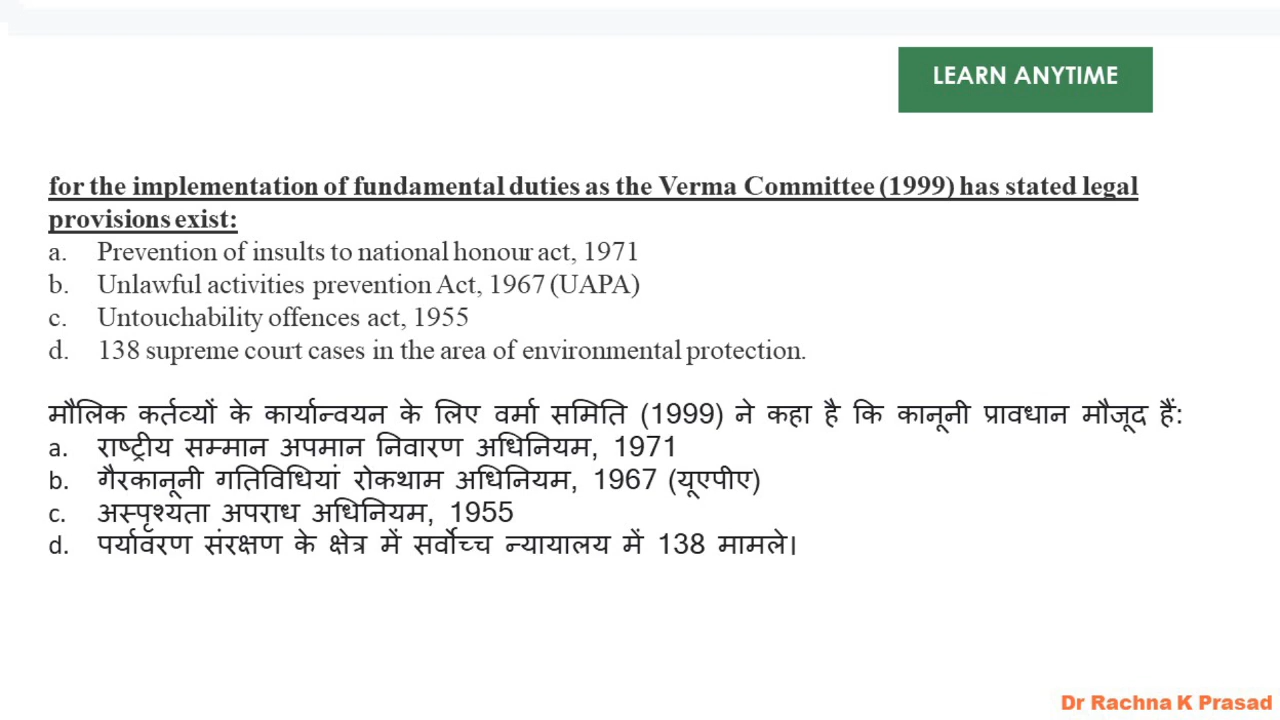 LEARN ANYTIME
for the implementation of fundamental duties as the Verma Committee (1999) has stated legal
provisions exist:
a. Prevention of insults to national honour act, 1971
b. Unlawful activities prevention Act, 1967 (UAPA)
c. Untouchability offences act, 1955
d. 138 supreme court cases in the area of environmental protection.
मौलिक कर्तव्यों के कार्यान्वयन के लिए वर्मा समिति (1999) ने कहा है कि कानूनी प्रावधान मौजूद हैं:
a. राष्ट्रीय सम्मान अपमान निवारण अधिनियम, 1971
b. गैरकानूनी गतिविधियां रोकथाम अधिनियम, 1967 (यूएपीए)
c. अस्पृश्यता अपराध अधिनियम, 1955
d. पर्यावरण संरक्षण के क्षेत्र में सर्वोच्च न्यायालय में 138 मामले।
Dr Rachna K Prasad